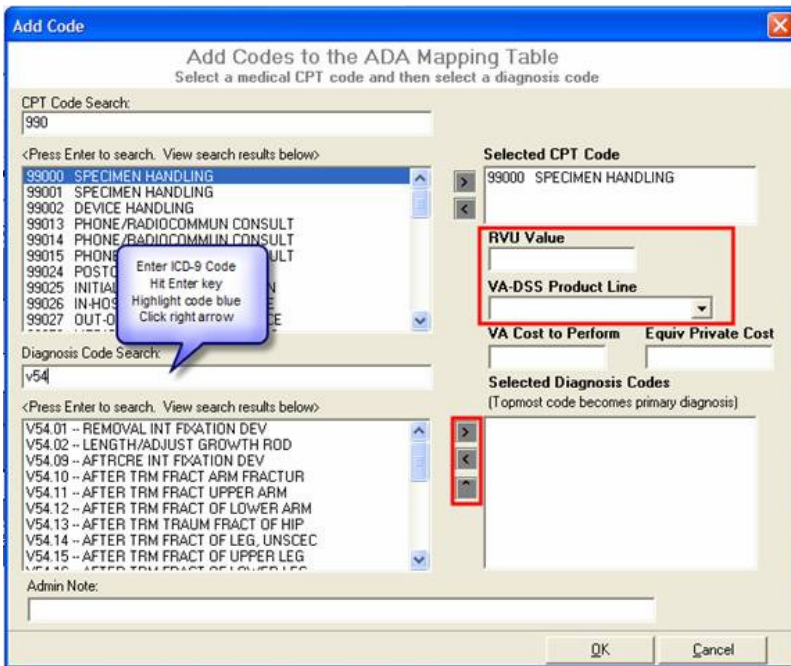 Add Code
Add Codes to the ADA Mapping Table
Select a medical CPT code and then select a diagnosis code
CPT Code Search:
990
<Press Enter to search. View search results below>
99000 SPECIMEN HANDLING
99001 SPECIMEN HANDLING
99002 DEVICE HANDLING
99013 PHONE/RADIOCOMMUN CONSULT
99014 PHONE/RADIOCOMMUN CONSULT
99015 PHONE
ULT
99024 POSTO
99025 INITIAL
N
99026 IN-HOS
E
99027 OUT-O
CE
Enter ICD-9 Code
Hit Enter key
Highlight code blue
Click right arrow
Selected CPT Code
99000 SPECIMEN HANDLING
RVU Value
VA-DSS Product Line
VA Cost to Perform
Equiv Private Cost
Diagnosis Code Search:
v54
<Press Enter to search. View search results below>
V54.01 -- REMOVAL INT FIXATION DEV
V54.02 -- LENGTH/ADJUST GROWTH ROD
V54.09 -- AFTRCRE INT FIXATION DEV
V54.10 -- AFTER TRM FRACT ARM FRACTUR
V54.11 -- AFTER TRM FRACT UPPER ARM
V54.12 -- AFTER TRM FRACT OF LOWER ARM
V54.13 -- AFTER TRM TRAUM FRACT OF HIP
V54.14 -- AFTER TRM FRACT OF LEG, UNSCEC
V54.15 -- AFTER TRM FRACT OF UPPER LEG
Selected Diagnosis Codes
(Topmost code becomes primary diagnosis)
Admin Note:
OK
Cancel